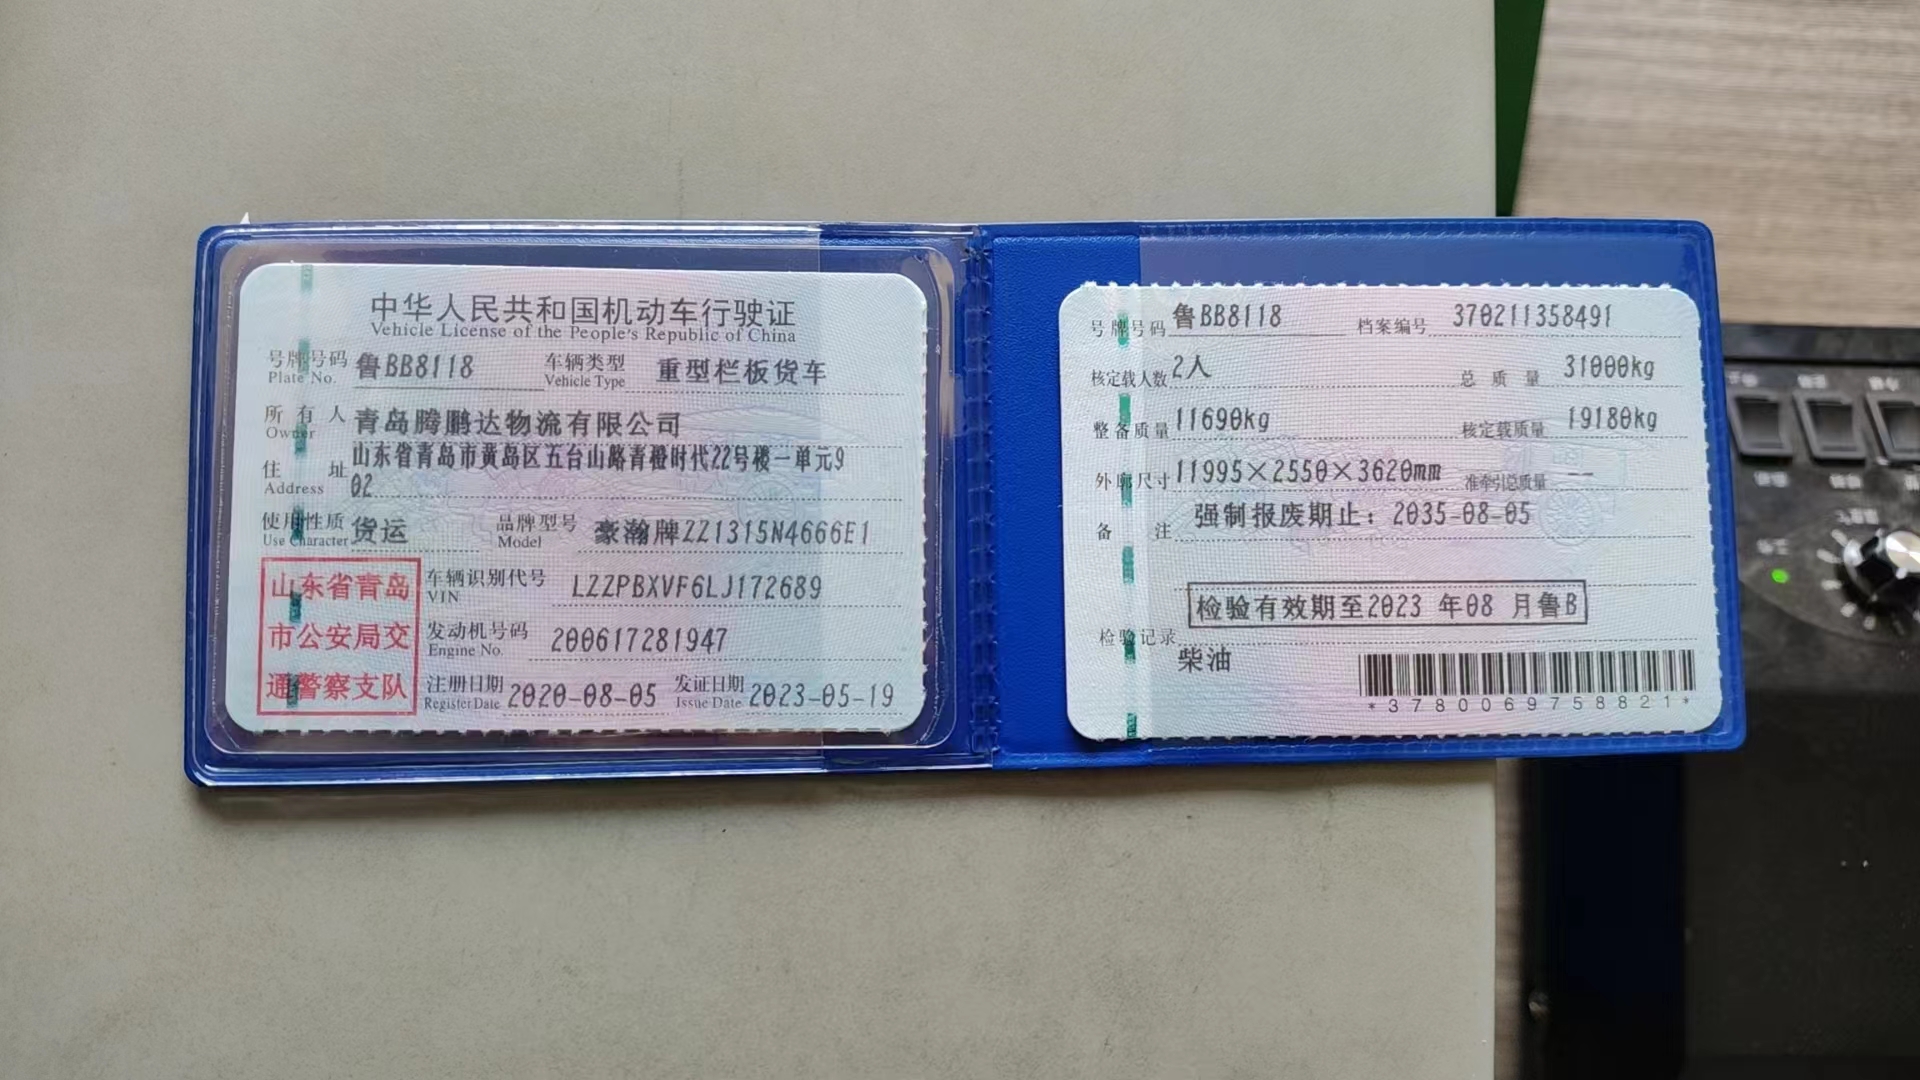 中华人民共和国机动车行驶证
Vehicle License of the People's Republic of China
号牌号码 鲁BB8118 车辆类型 重型栏板货车
Plate No. Vehicle Type
所有人 青岛腾鹏达物流有限公司
Owner
住址 山东省青岛市黄岛区五台山路青橙时代22号楼一单元9
Address 02
使用性质 货运 品牌型号 豪瀚牌ZZ1315N4666E1
Use Character Model
山东省青岛
市公安局交
通警察支队
车辆识别代号 LZZPBXVF6LJ172689
VIN
发动机号码 200617281947
Engine No.
注册日期 2020-08-05 发证日期 2023-05-19
Register Date Issue Date
号牌号码 鲁BB8118 档案编号 370211358491
核定载人数 2人 总质量 31000kg
整备质量 11690kg 核定载质量 19180kg
外廓尺寸 11995×2550×3620mm 准牵引总质量 --
备注 强制报废期止：2035-08-05
检验有效期至2023 年08 月鲁B
检验记录
柴油
*3780069758821*